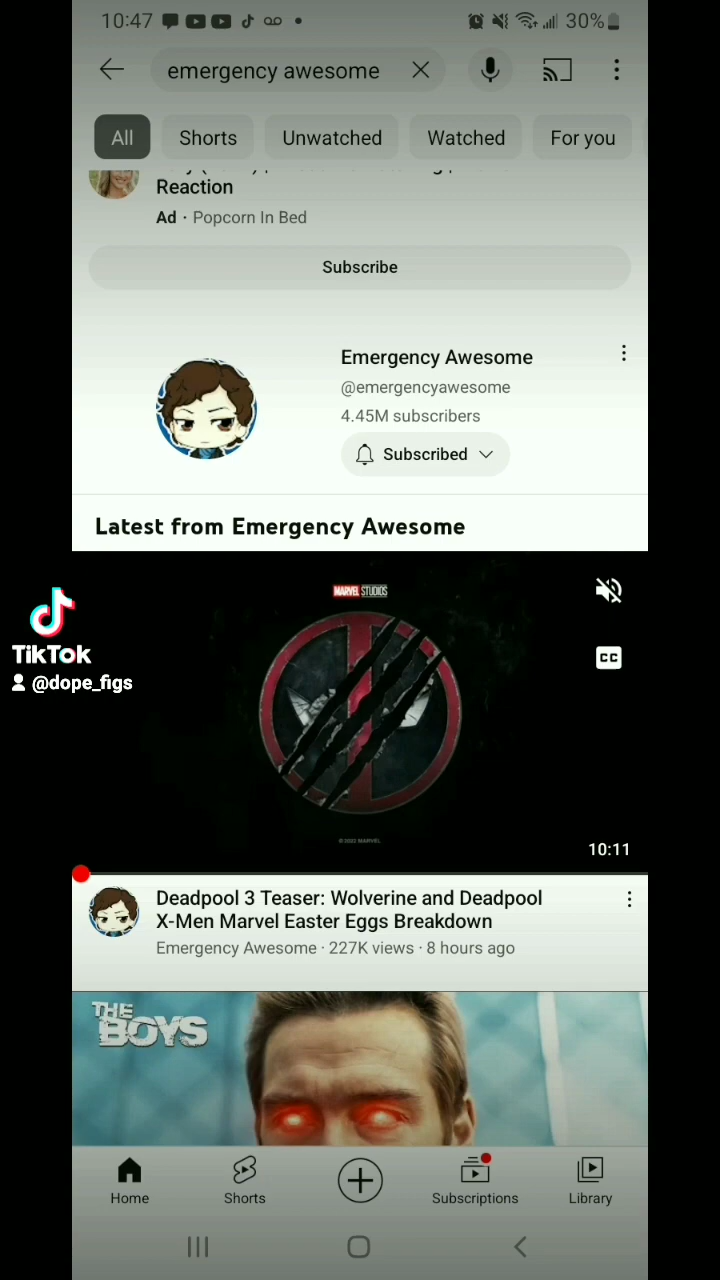 10:47
30%
emergency awesome
All
Shorts
Unwatched
Watched
For you
Reaction
Ad · Popcorn In Bed
Subscribe
Emergency Awesome
@emergencyawesome
4.45M subscribers
Subscribed
Latest from Emergency Awesome
MARVEL STUDIOS
CC
TikTok
@dope_figs
©2022 MARVEL
10:11
Deadpool 3 Teaser: Wolverine and Deadpool
X-Men Marvel Easter Eggs Breakdown
Emergency Awesome · 227K views · 8 hours ago
THE
BOYS
Home
Shorts
Subscriptions
Library